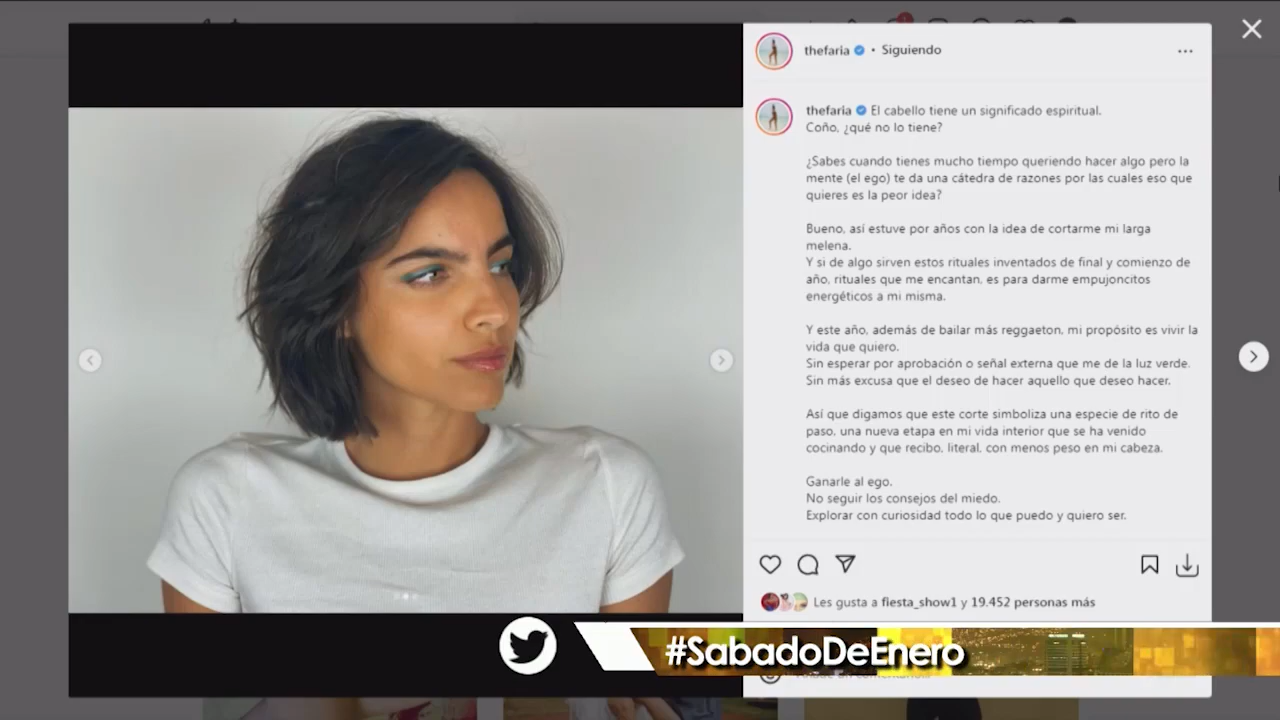 thefaria • Siguiendo
thefaria El cabello tiene un significado espiritual.
Coño, ¿qué no lo tiene?
¿Sabes cuando tienes mucho tiempo queriendo hacer algo pero la
mente (el ego) te da una cátedra de razones por las cuales eso que
quieres es la peor idea?
Bueno, así estuve por años con la idea de cortarme mi larga
melena.
Y si de algo sirven estos rituales inventados de final y comienzo de
año, rituales que me encantan, es para darme empujoncitos
energéticos a mi misma.
Y este año, además de bailar más reggaeton, mi propósito es vivir la
vida que quiero.
Sin esperar por aprobación o señal externa que me de la luz verde.
Sin más excusa que el deseo de hacer aquello que deseo hacer.
Así que digamos que este corte simboliza una especie de rito de
paso, una nueva etapa en mi vida interior que se ha venido
cocinando y que recibo, literal, con menos peso en mi cabeza.
Ganarle al ego.
No seguir los consejos del miedo.
Explorar con curiosidad todo lo que puedo y quiero ser.
Les gusta a fiesta_show1 y 19.452 personas más
#SabadoDeEnero